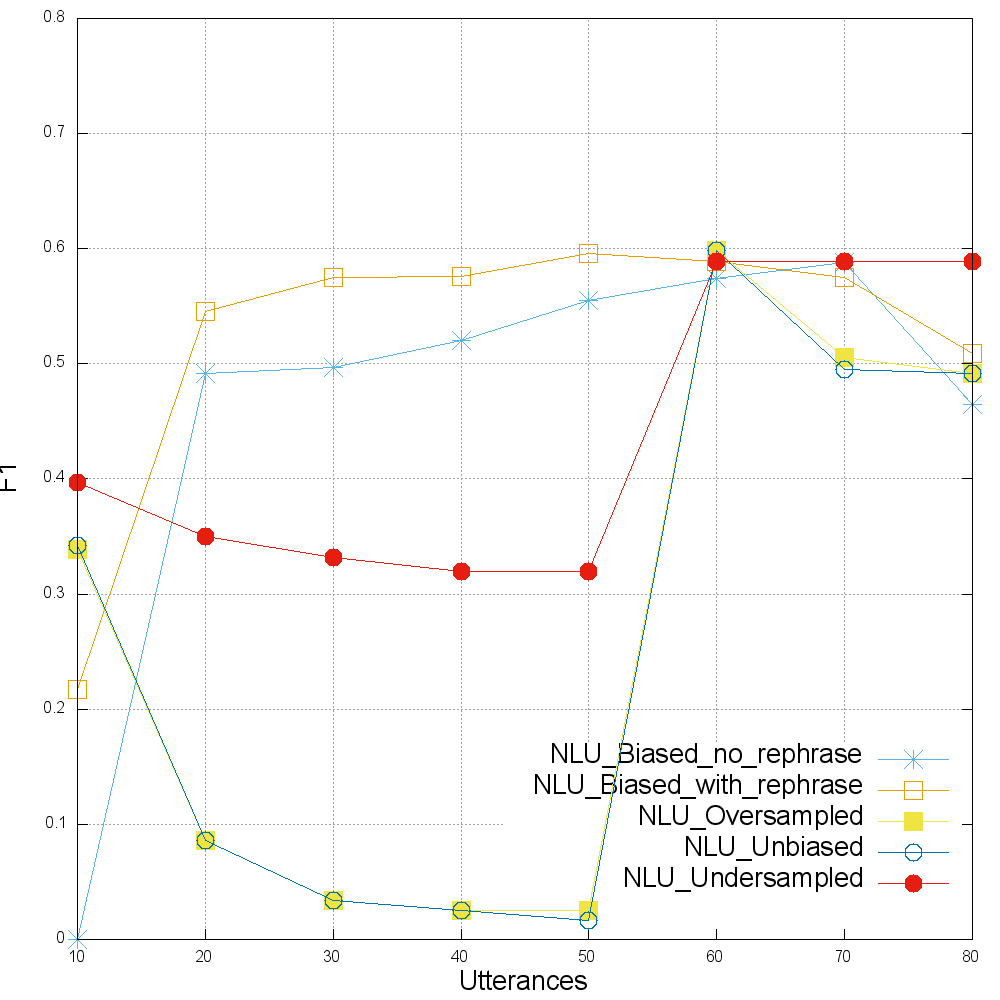 0.8
0.7
0.6
0.5
0.4
0.3
0.2
0.1
0
F1
10 20 30 40 50 60 70 80
Utterances
NLU_Biased_no_rephrase
NLU_Biased_with_rephrase
NLU_Oversampled
NLU_Unbiased
NLU_Undersampled